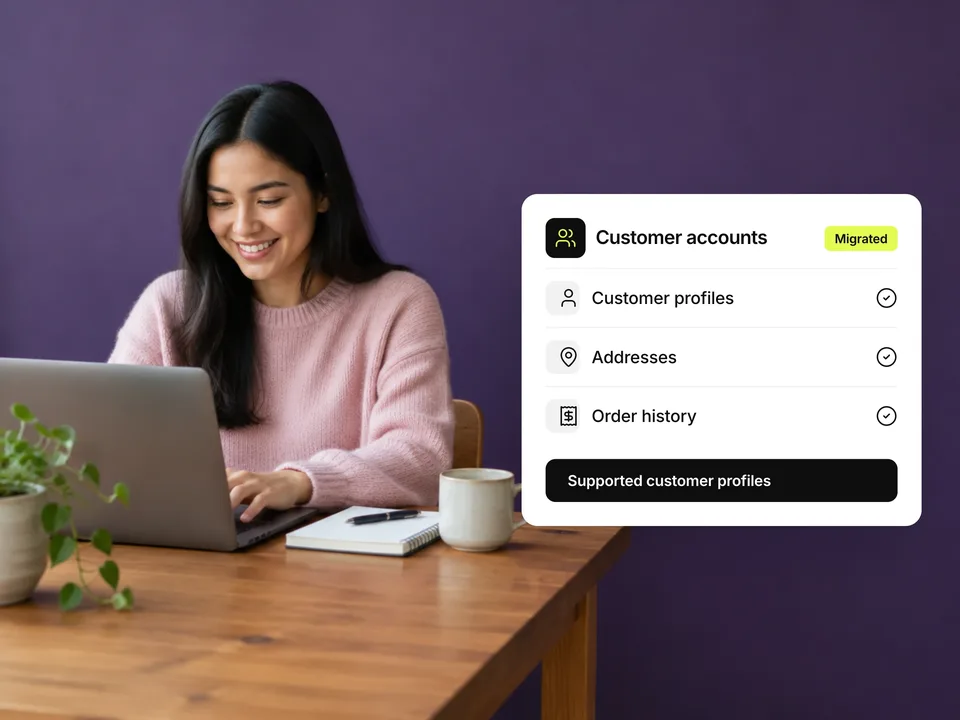 Customer accounts
Migrated
Customer profiles
Addresses
Order history
Supported customer profiles